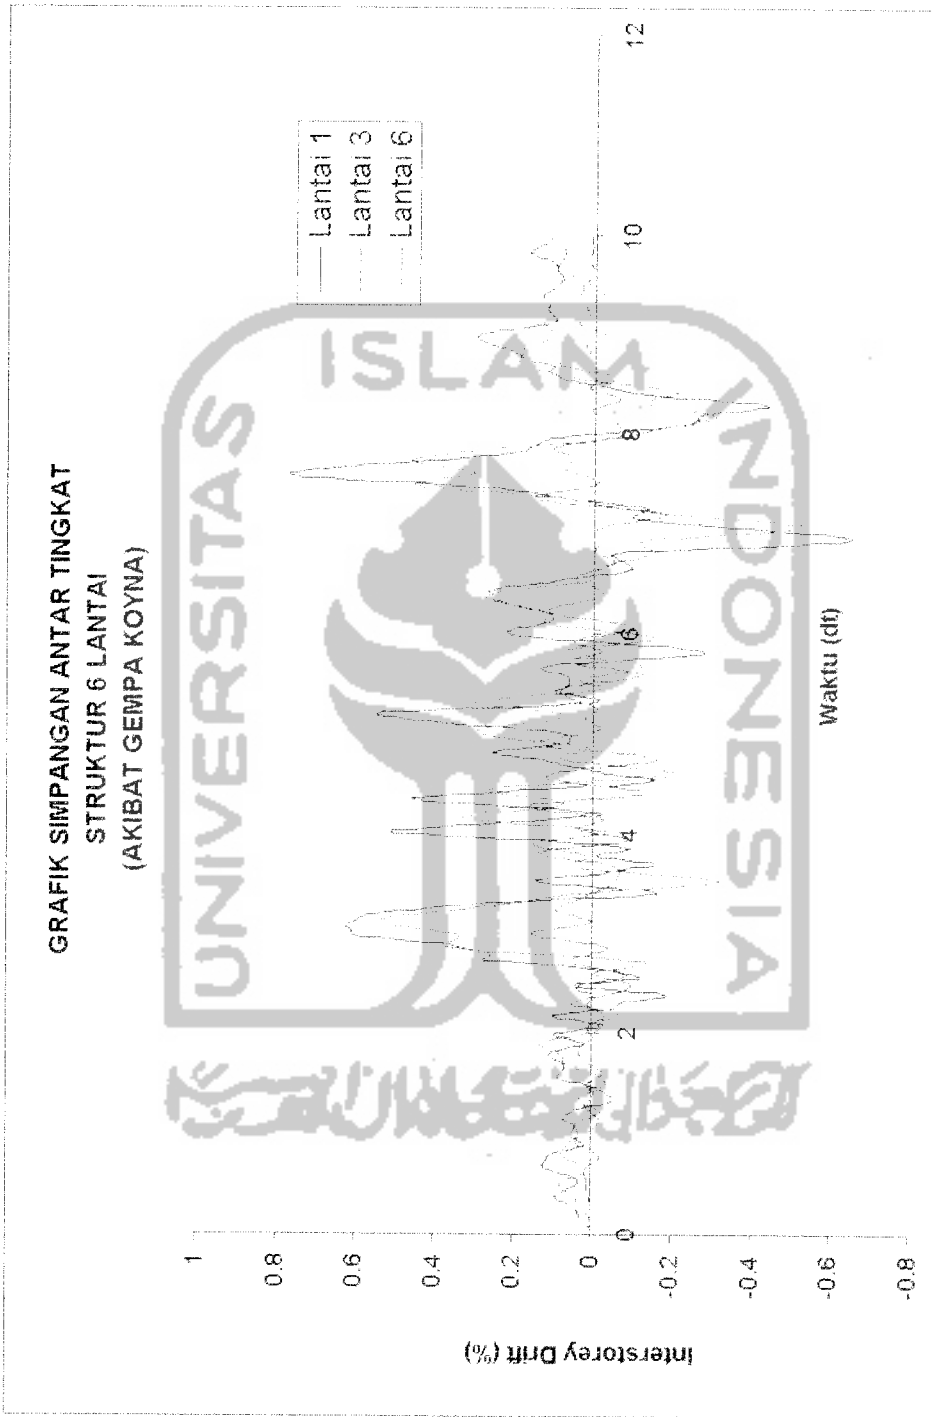 GRAFIK SIMPANGAN ANTAR TINGKAT
STRUKTUR 6 LANTAI
(AKIBAT GEMPA KOYNA)
Lantai 1
Lantai 3
Lantai 6
Interstorey Drift (%)
1
0.8
0.6
0.4
0.2
0
-0.2
-0.4
-0.6
-0.8
0
2
4
6
8
10
12
Waktu (dt)
UNIVERSITAS
ISLAM
INDONESIA